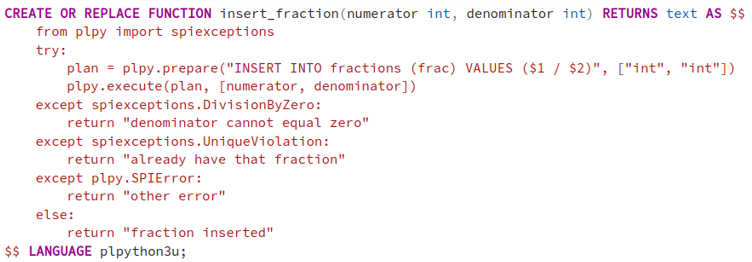 CREATE OR REPLACE FUNCTION insert_fraction(numerator int, denominator int) RETURNS text AS $$
    from plpy import spiexceptions
    try:
        plan = plpy.prepare("INSERT INTO fractions (frac) VALUES ($1 / $2)", ["int", "int"])
        plpy.execute(plan, [numerator, denominator])
    except spiexceptions.DivisionByZero:
        return "denominator cannot equal zero"
    except spiexceptions.UniqueViolation:
        return "already have that fraction"
    except plpy.SPIError:
        return "other error"
    else:
        return "fraction inserted"
$$ LANGUAGE plpython3u;